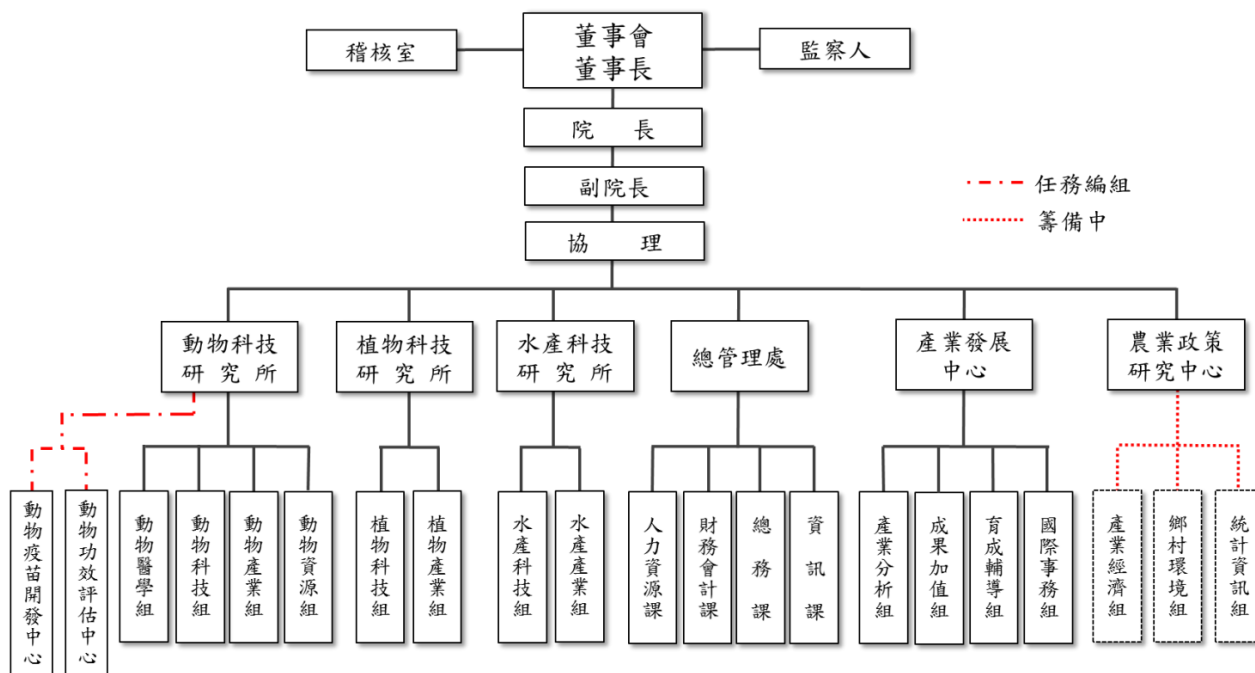 稽核室
董事會
董事長
監察人
院長
副院長
協理
任務編組
籌備中
動物科技
研究所
植物科技
研究所
水產科技
研究所
總管理處
產業發展
中心
農業政策
研究中心
動物疫苗開發中心
動物功效評估中心
動物醫學組
動物科技組
動物產業組
動物資源組
植物科技組
植物產業組
水產科技組
水產產業組
人力資源課
財務會計課
總務課
資訊課
產業分析組
成果加值組
育成輔導組
國際事務組
產業經濟組
鄉村環境組
統計資訊組